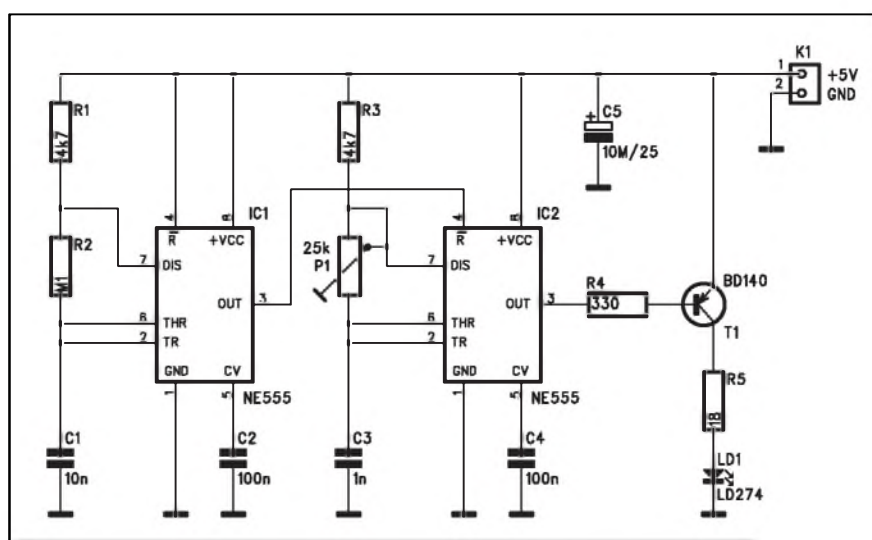 K1
1
+5V
2
GND
R1
4k7
R3
4k7
C5
+
10M/25
4
8
IC1
4
8
IC2
R
+VCC
R
+VCC
R2
M1
7
DIS
25k
P1
7
DIS
BD140
R4
330
OUT
3
OUT
3
T1
6
THR
6
THR
2
TR
2
TR
GND
CV
GND
CV
R5
18
1
5
NE555
1
5
NE555
C1
10n
C2
100n
C3
1n
C4
100n
LD1
LD274